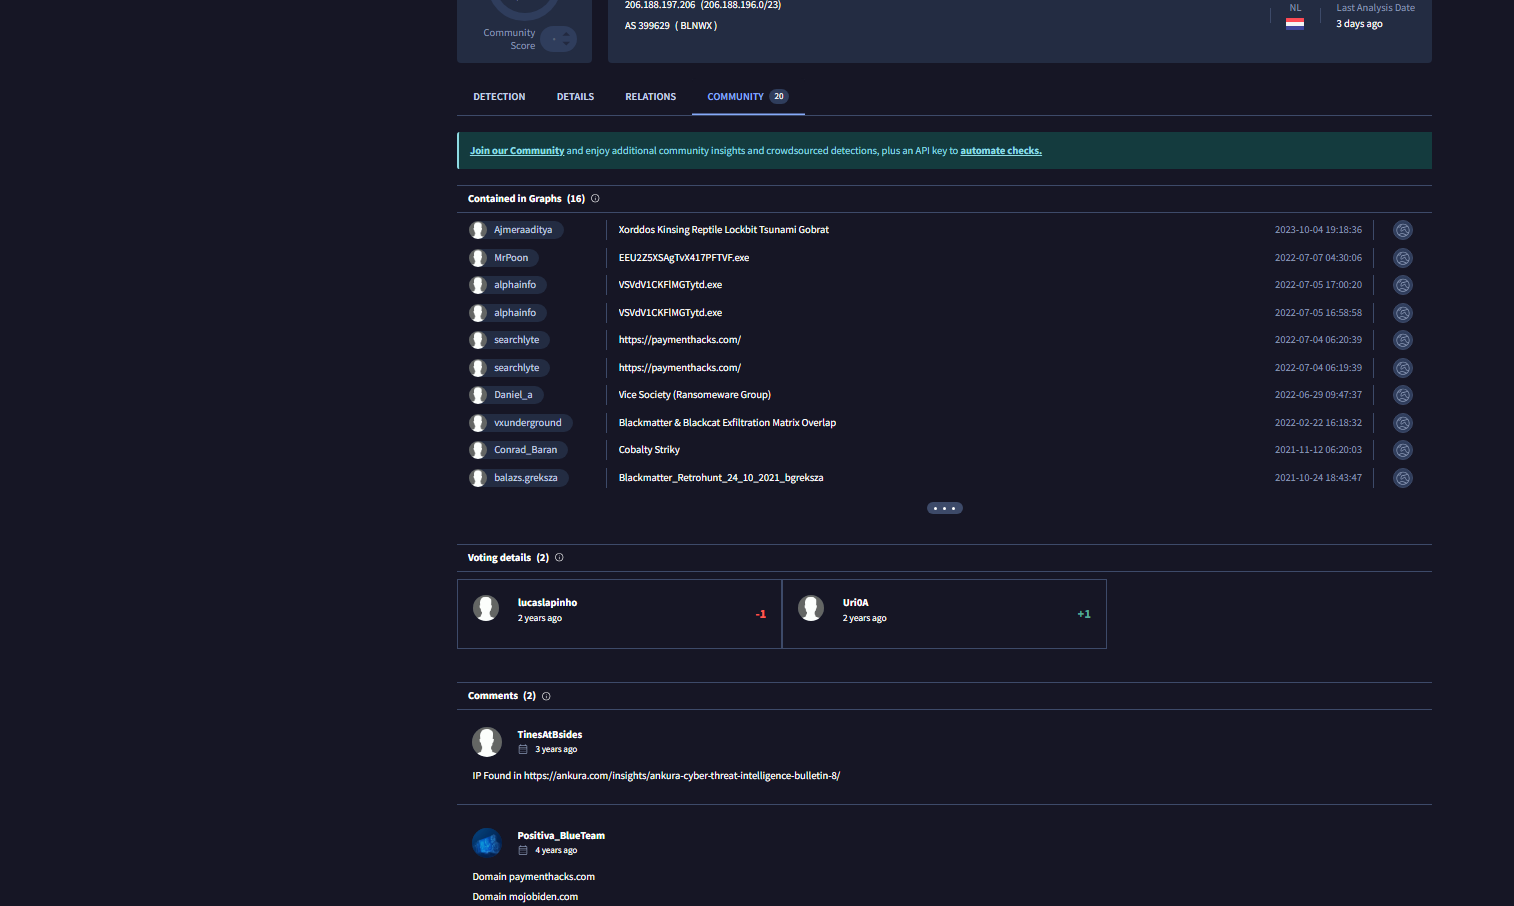 206.188.197.206 (206.188.196.0/23)
AS 399629 ( BLNWX )
NL
Last Analysis Date
3 days ago
Community
Score
DETECTION DETAILS RELATIONS COMMUNITY 20
Join our Community and enjoy additional community insights and crowdsourced detections, plus an API key to automate checks.
Contained in Graphs (16)
Ajmeraaditya Xorddos Kinsing Reptile Lockbit Tsunami Gobrat 2023-10-04 19:18:36
MrPoon EEU2Z5XSAgTvX417PFTVF.exe 2022-07-07 04:30:06
alphainfo VSVdV1CKFlMGTytd.exe 2022-07-05 17:00:20
alphainfo VSVdV1CKFlMGTytd.exe 2022-07-05 16:58:58
searchlyte https://paymenthacks.com/ 2022-07-04 06:20:39
searchlyte https://paymenthacks.com/ 2022-07-04 06:19:39
Daniel_a Vice Society (Ransomeware Group) 2022-06-29 09:47:37
vxunderground Blackmatter & Blackcat Exfiltration Matrix Overlap 2022-02-22 16:18:32
Conrad_Baran Cobalty Striky 2021-11-12 06:20:03
balazs.greksza Blackmatter_Retrohunt_24_10_2021_bgreksza 2021-10-24 18:43:47
Voting details (2)
lucaslapinho
2 years ago
-1
Uri0A
2 years ago
+1
Comments (2)
TinesAtBsides
3 years ago
IP Found in https://ankura.com/insights/ankura-cyber-threat-intelligence-bulletin-8/
Positiva_BlueTeam
4 years ago
Domain paymenthacks.com
Domain mojobiden.com